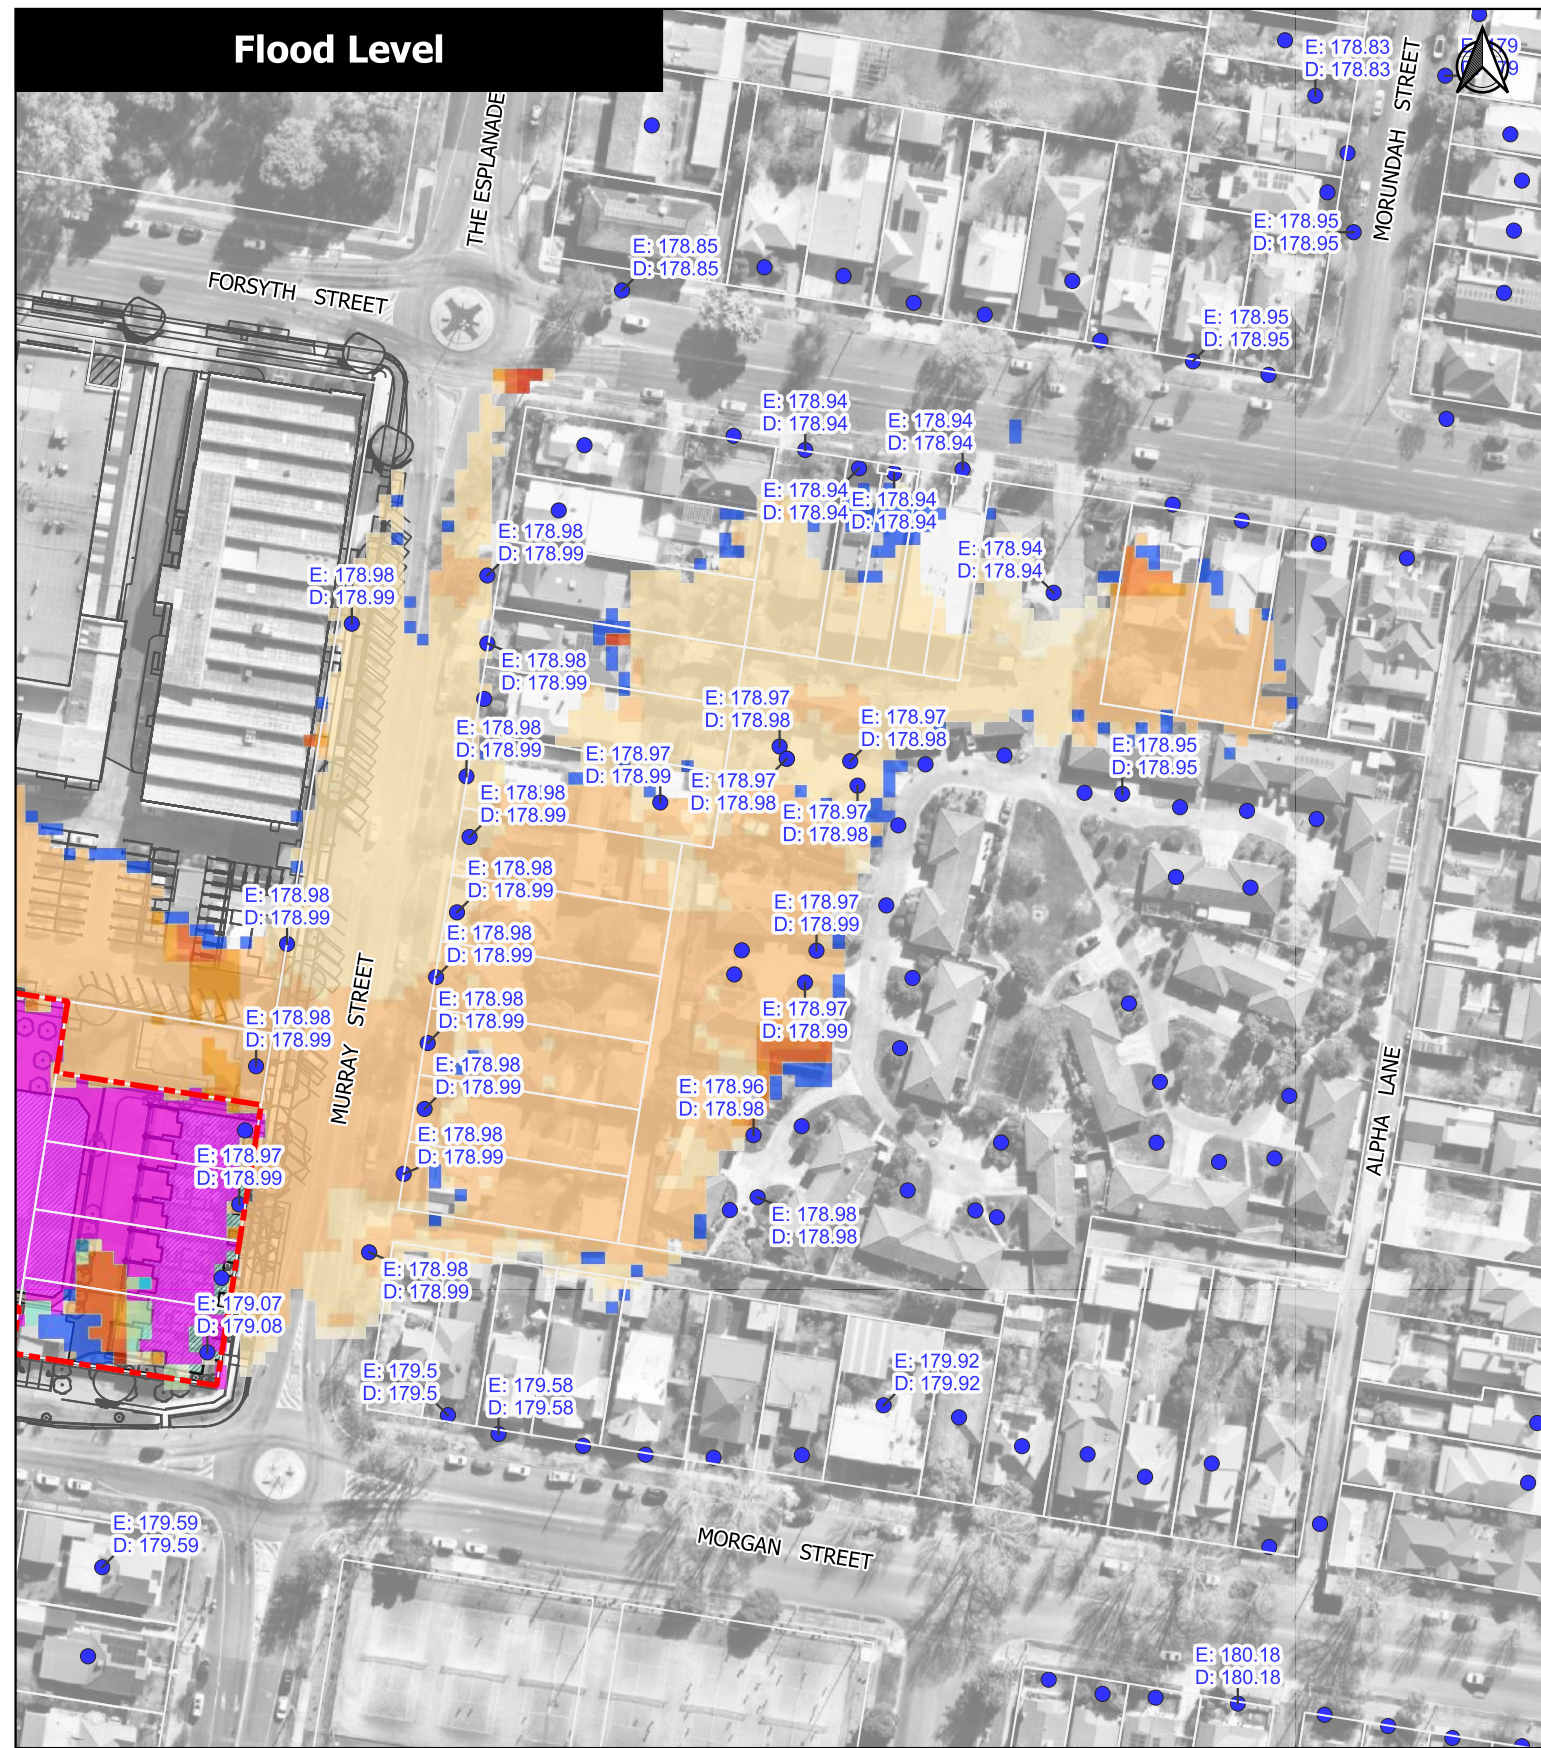 Flood Level
E: 178.83
D: 178.83
THE ESPLANADE
MORUNDAH STREET
E: 178.85
D: 178.85
E: 178.95
D: 178.95
FORSYTH STREET
E: 178.95
D: 178.95
E: 178.94
D: 178.94
E: 178.94
D: 178.94
E: 178.94
D: 178.94
E: 178.94
D: 178.94
E: 178.98
D: 178.99
E: 178.94
D: 178.94
E: 178.98
D: 178.99
E: 178.98
D: 178.99
E: 178.97
D: 178.98
E: 178.97
D: 178.98
E: 178.98
D: 178.99
E: 178.97
D: 178.99
E: 178.95
D: 178.95
E: 178.97
D: 178.98
E: 178.98
D: 178.99
E: 178.97
D: 178.98
E: 178.98
D: 178.99
E: 178.98
D: 178.99
E: 178.97
D: 178.99
E: 178.98
D: 178.99
MURRAY STREET
E: 178.98
D: 178.99
E: 178.97
D: 178.99
E: 178.98
D: 178.99
E: 178.98
D: 178.99
E: 178.96
D: 178.98
ALPHA LANE
E: 178.98
D: 178.99
E: 178.97
D: 178.99
E: 178.98
D: 178.98
E: 178.98
D: 178.99
E: 179.07
D: 179.08
E: 179.5
D: 179.5
E: 179.58
D: 179.58
E: 179.92
D: 179.92
E: 179.59
D: 179.59
MORGAN STREET
E: 180.18
D: 180.18